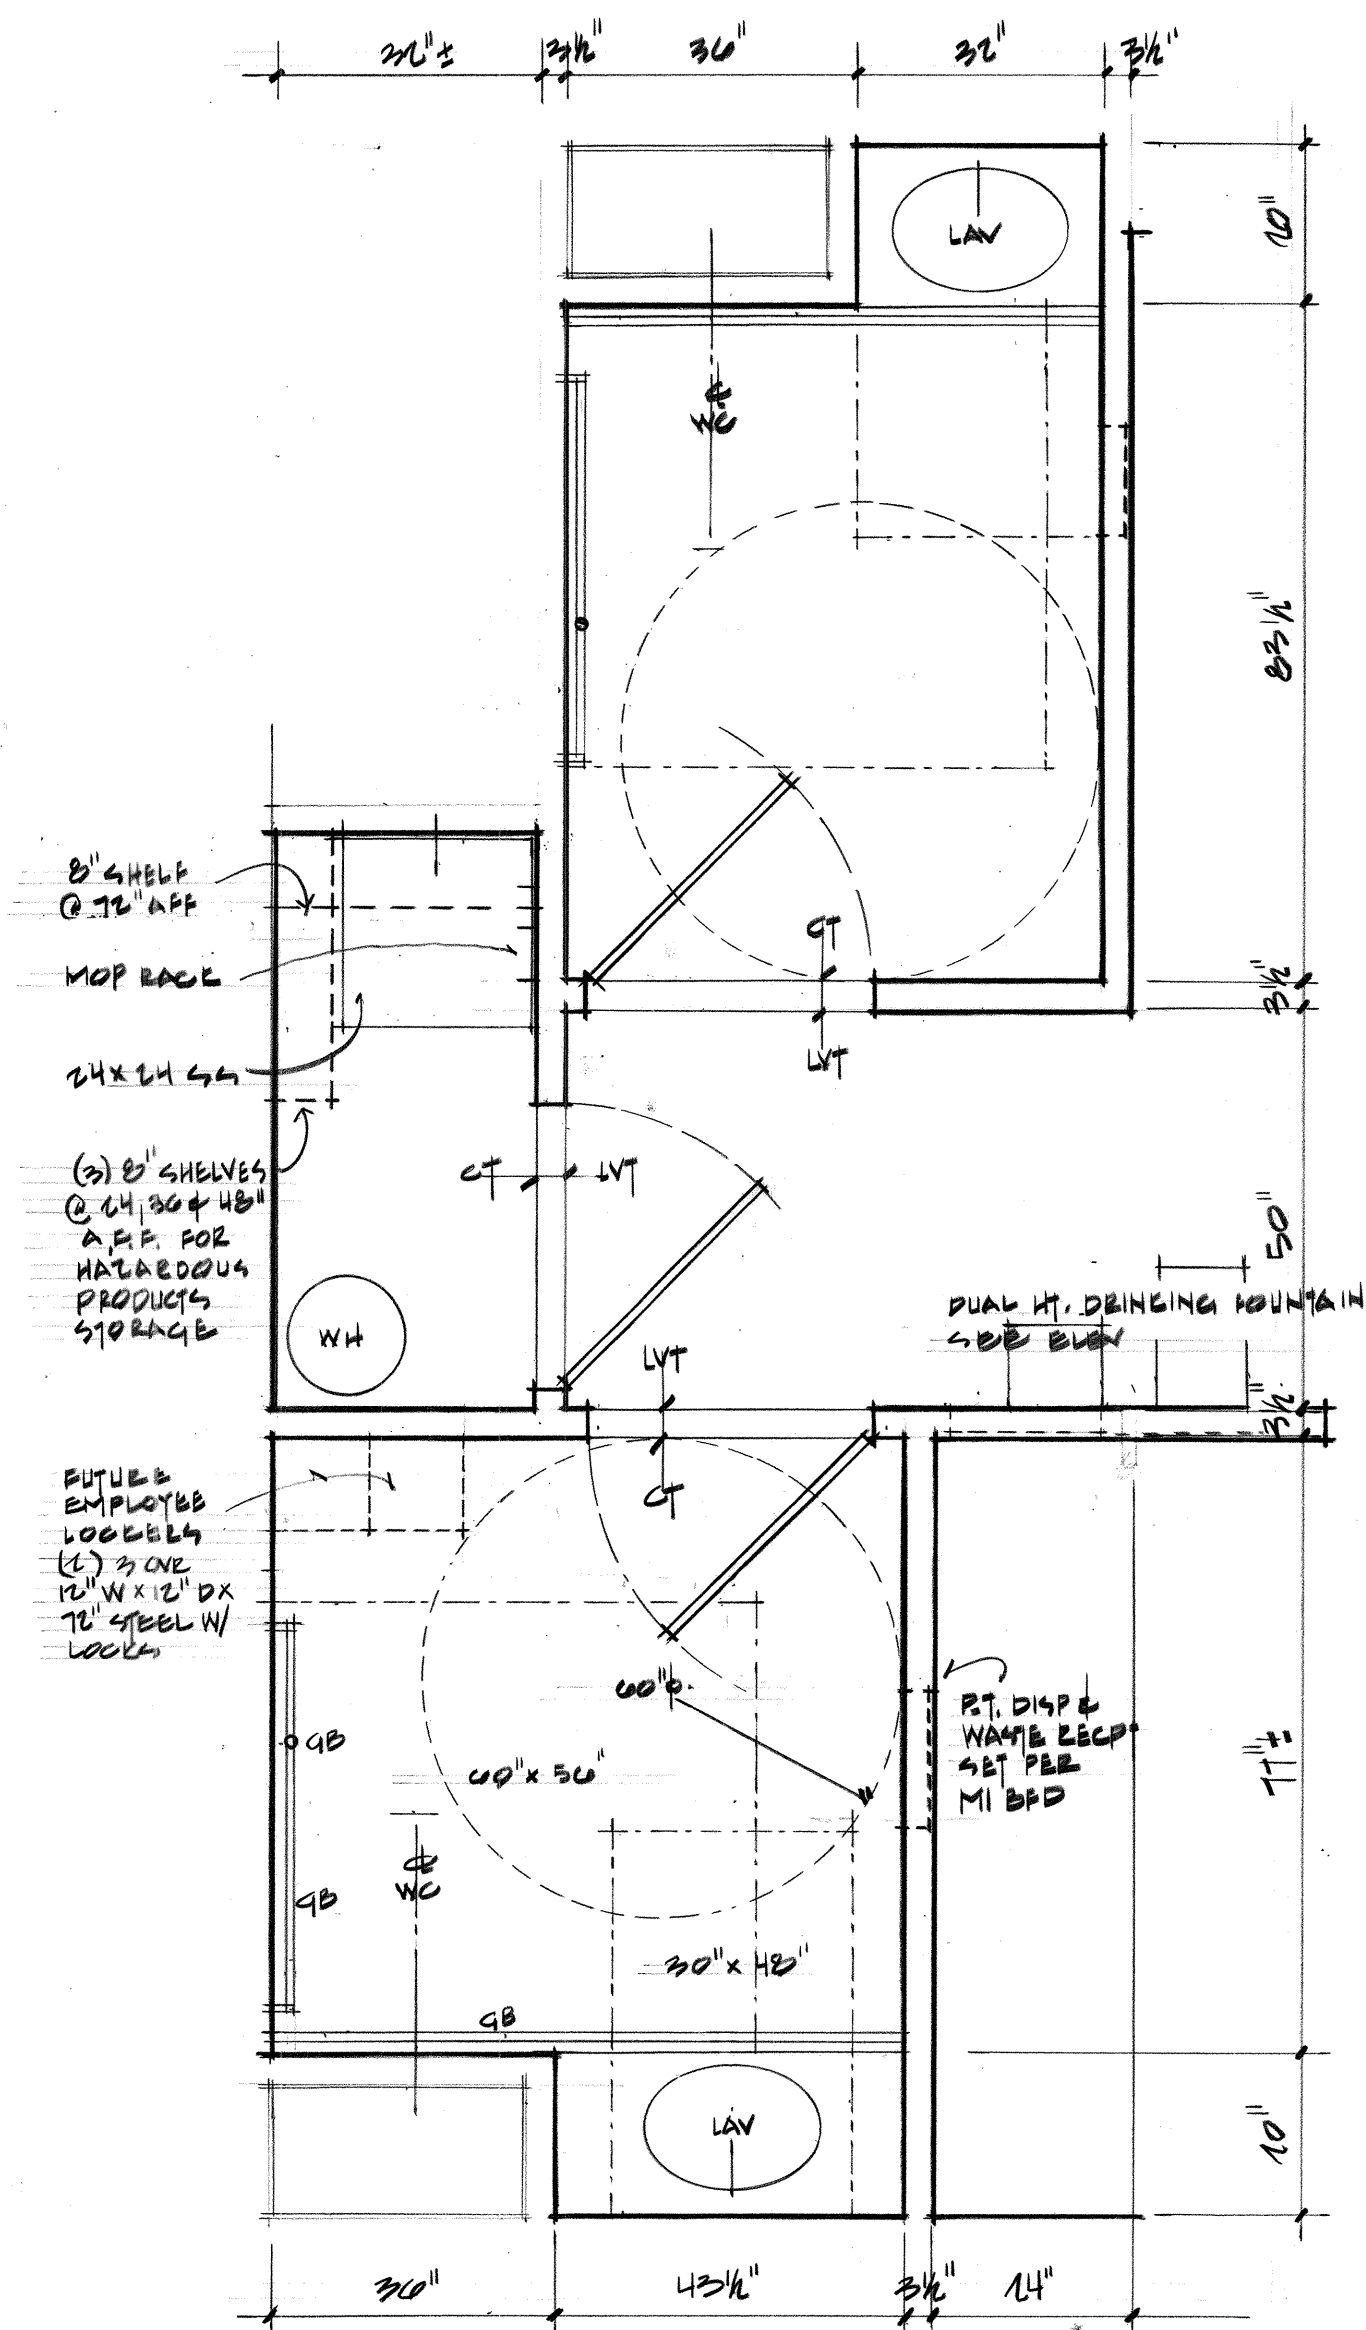 32"±
3½"
36"
32"
3½"
LAV
20"
℄
WC
83½"
8" SHELF
@ 72" AFF
MOP RACK
24 x 24 SS
CT
LVT
3½"
(3) 8" SHELVES
@ 24, 36 & 48"
A.F.F. FOR
HAZARDOUS
PRODUCTS
STORAGE
CT
LVT
WH
50"
DUAL HT. DRINKING FOUNTAIN
SEE ELEV
LVT
CT
3½"
FUTURE
EMPLOYEE
LOCKERS
(2) 3 OVR
12" W x 12" D x
72" STEEL W/
LOCKS
60"φ.
GB
60" x 56"
P.T. DISP &
WASTE RECP
SET PER
MI BFD
77"±
℄
WC
GB
30" x 48"
GB
LAV
20"
36"
43½"
3½"
24"